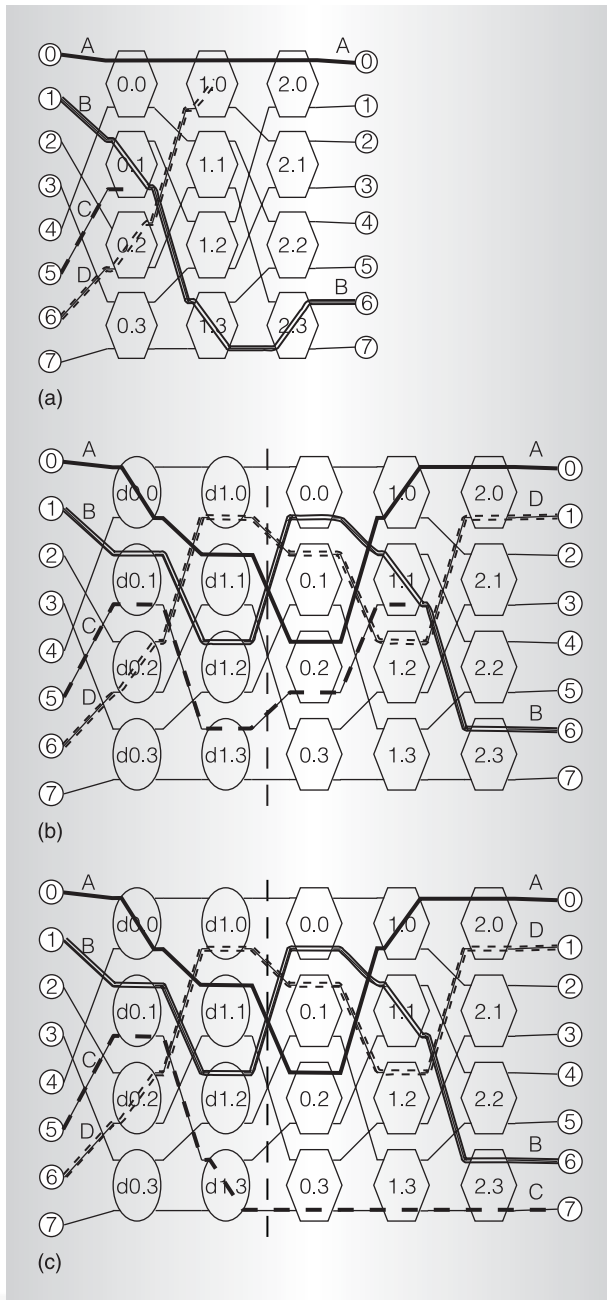 A A
0 0
0.0 1.0 2.0
1 B 1
2 2
0.1 1.1 2.1
3 3
C
4 4
0.2 1.2 2.2
5 5
D B
6 6
0.3 1.3 2.3
7 7
(a)
A A
0 0
d0.0 d1.0 0.0 1.0 2.0
D
1 B 1
2 2
d0.1 d1.1 0.1 1.1 2.1
3 3
C
4 4
d0.2 d1.2 0.2 1.2 2.2
5 5
D B
6 6
d0.3 d1.3 0.3 1.3 2.3
7 7
(b)
A A
0 0
d0.0 d1.0 0.0 1.0 2.0
D
1 B 1
2 2
d0.1 d1.1 0.1 1.1 2.1
3 3
C
4 4
d0.2 d1.2 0.2 1.2 2.2
5 5
D B
6 6
d0.3 d1.3 0.3 1.3 2.3
C
7 7
(c)